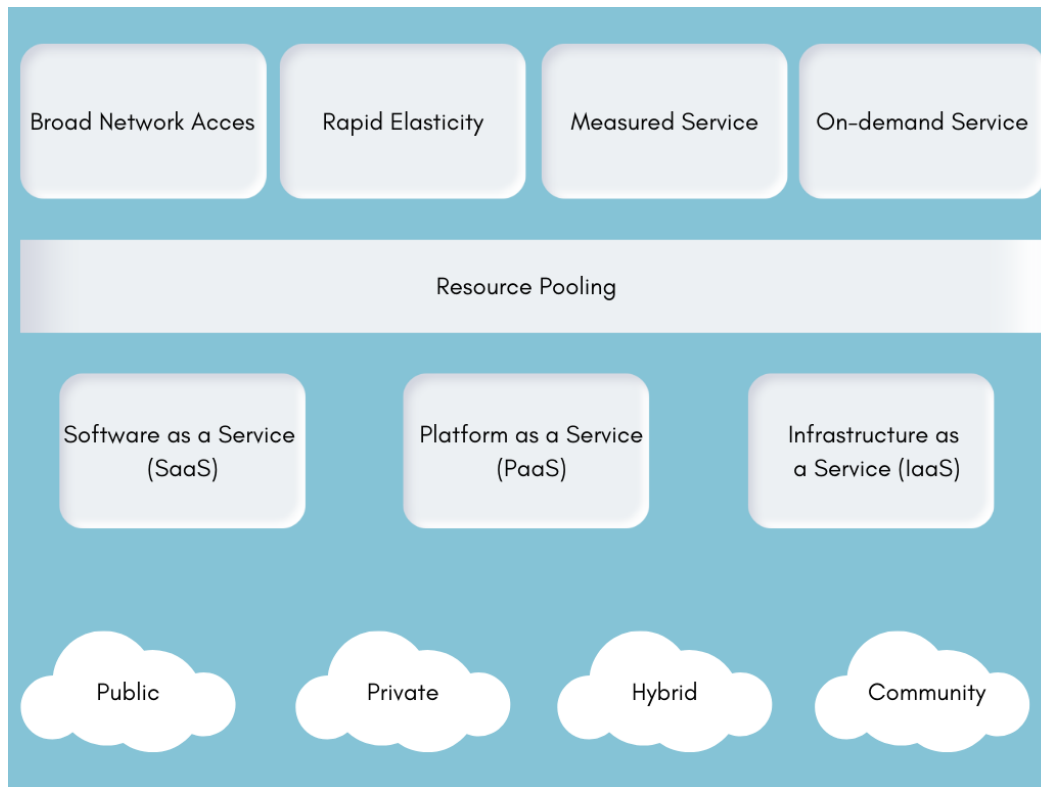 Broad Network Acces
Rapid Elasticity
Measured Service
On-demand Service
Resource Pooling
Software as a Service
(SaaS)
Platform as a Service
(PaaS)
Infrastructure as
a Service (IaaS)
Public
Private
Hybrid
Community